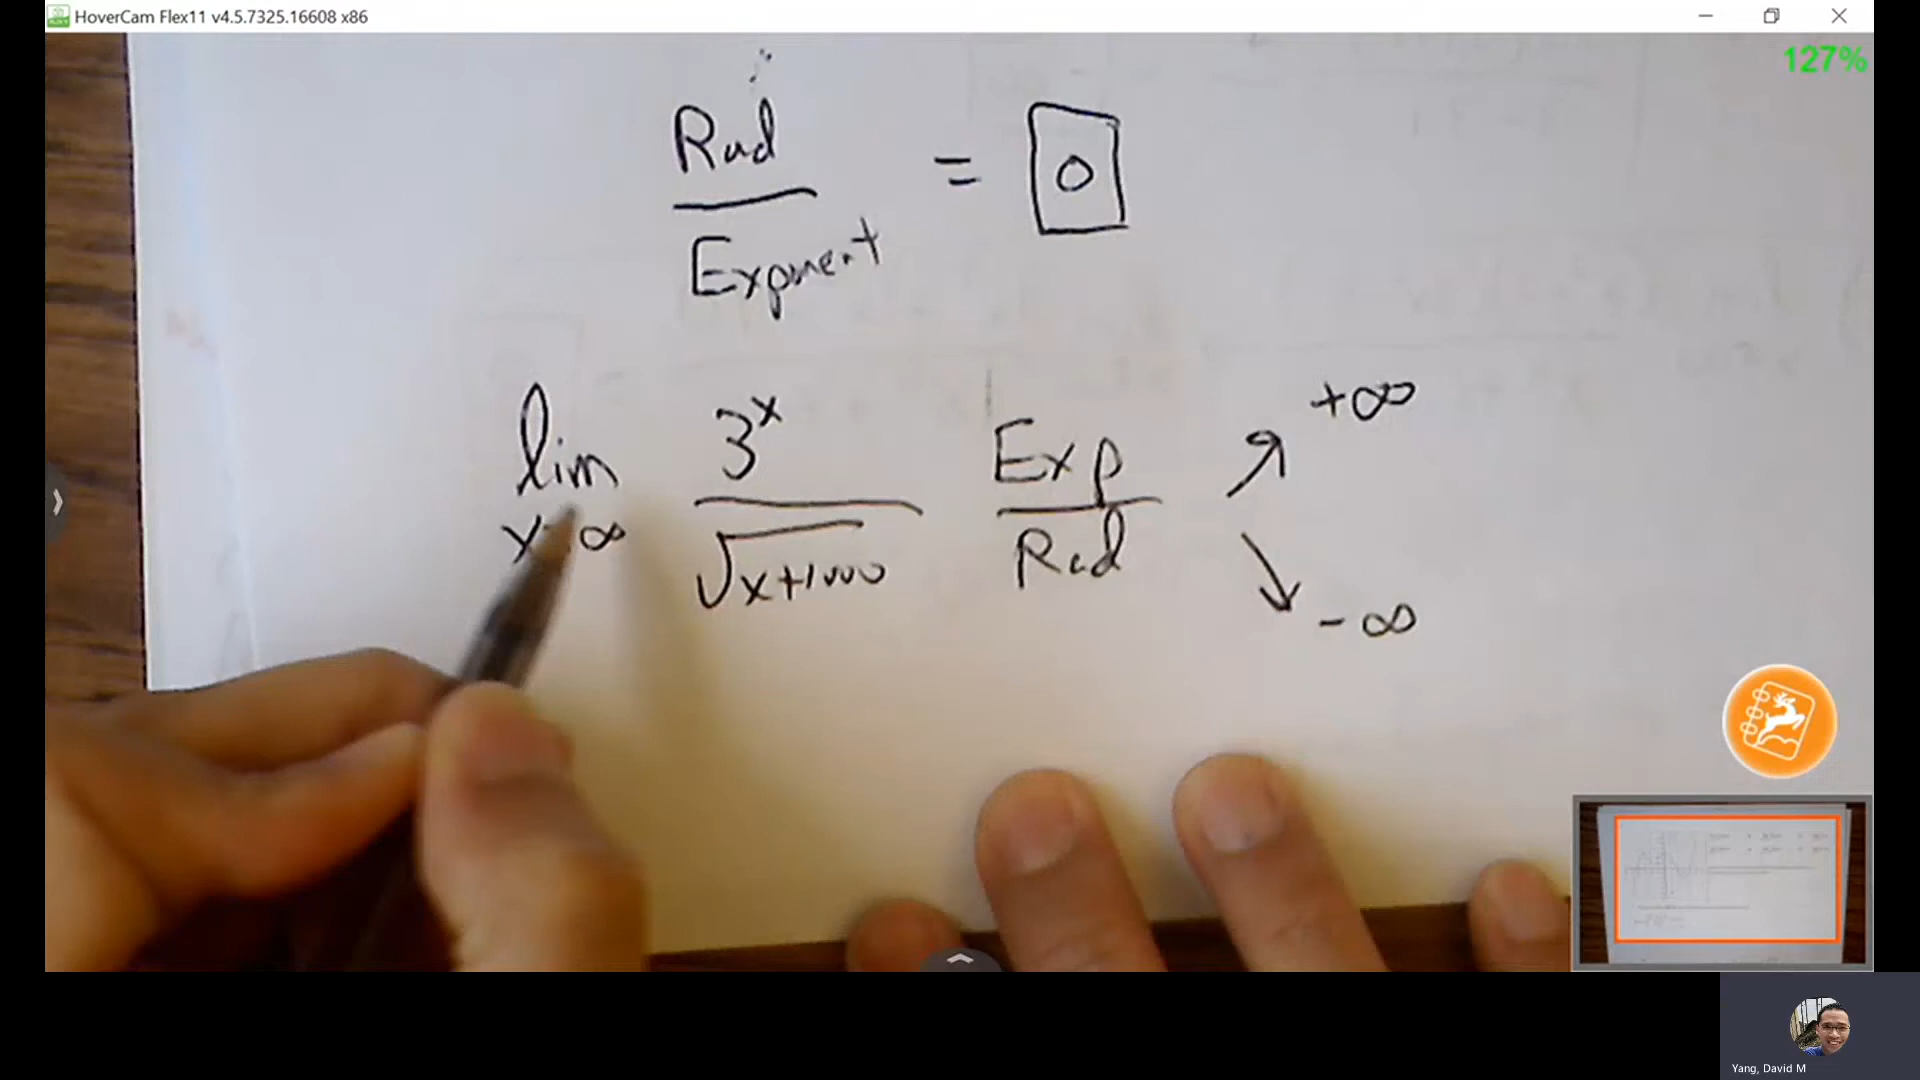 HoverCam Flex11 v4.5.7325.16608 x86
127%
Rad
= 0
Exponent
lim x→∞ 3^x / √x+1000 Exp / Rad ↗ +∞
↘ -∞
Yang, David M